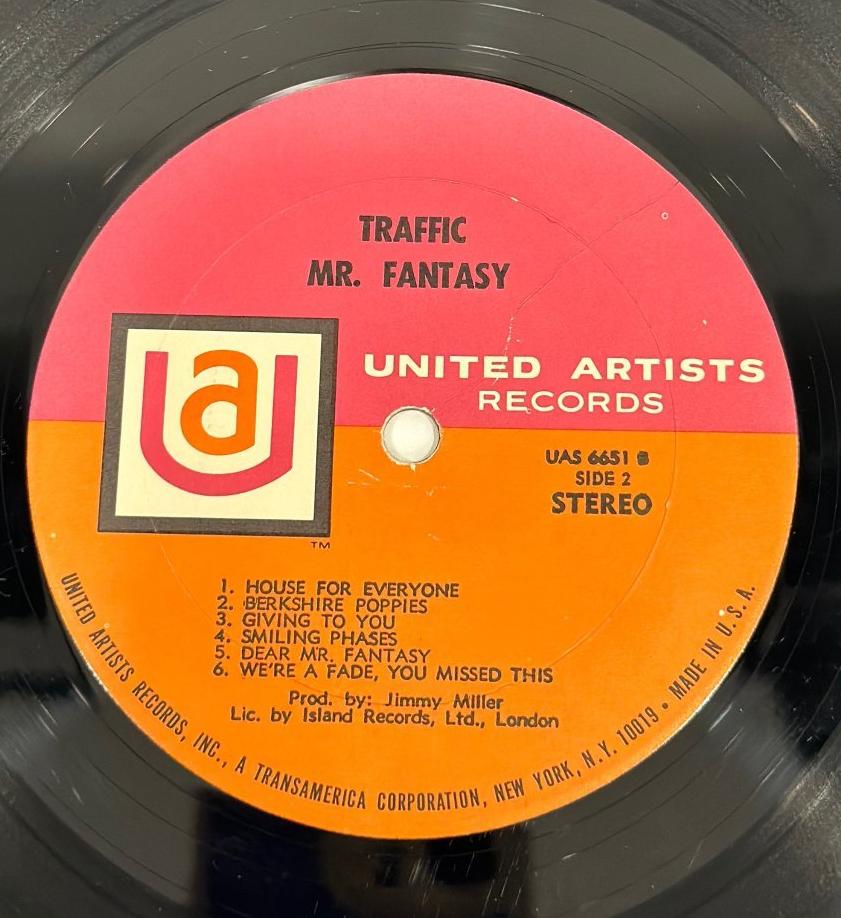 TRAFFIC
MR. FANTASY
ua
UNITED ARTISTS
RECORDS
UAS 6651 B
SIDE 2
STEREO
TM
1. HOUSE FOR EVERYONE
2. BERKSHIRE POPPIES
3. GIVING TO YOU
4. SMILING PHASES
5. DEAR MR. FANTASY
6. WE'RE A FADE, YOU MISSED THIS
Prod. by: Jimmy Miller
Lic. by Island Records, Ltd., London
UNITED ARTISTS RECORDS, INC., A TRANSAMERICA CORPORATION, NEW YORK, N.Y. 10019 • MADE IN U.S.A.